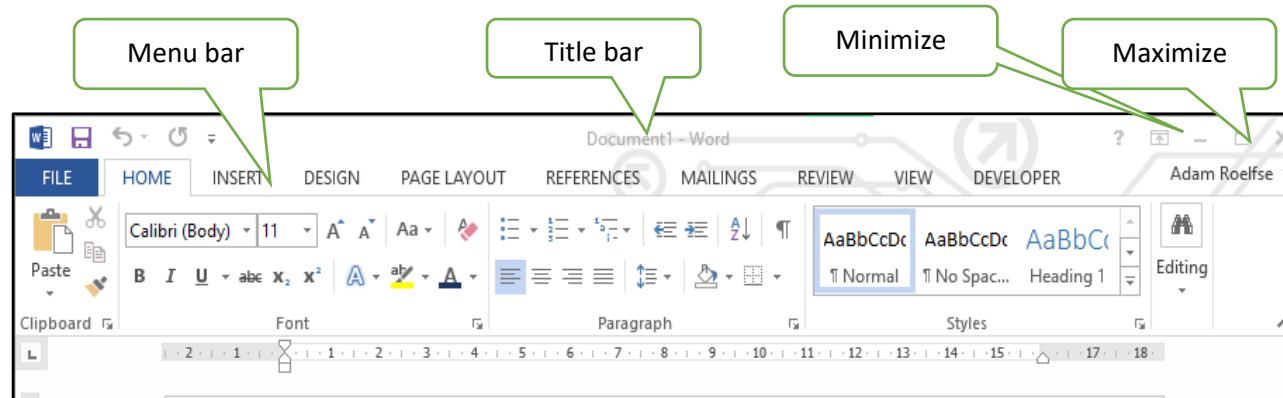 Menu bar
Title bar
Minimize
Maximize
Document1 - Word
?
FILE HOME INSERT DESIGN PAGE LAYOUT REFERENCES MAILINGS REVIEW VIEW DEVELOPER Adam Roelfse
Calibri (Body) 11 A A Aa A Z ¶ AaBbCcDc AaBbCcDc AaBbC
Paste B I U abc X₂ X² A ab A ¶ Normal ¶ No Spac... Heading 1 Editing
Clipboard Font Paragraph Styles
2 1 1 2 3 4 5 6 7 8 9 10 11 12 13 14 15 17 18